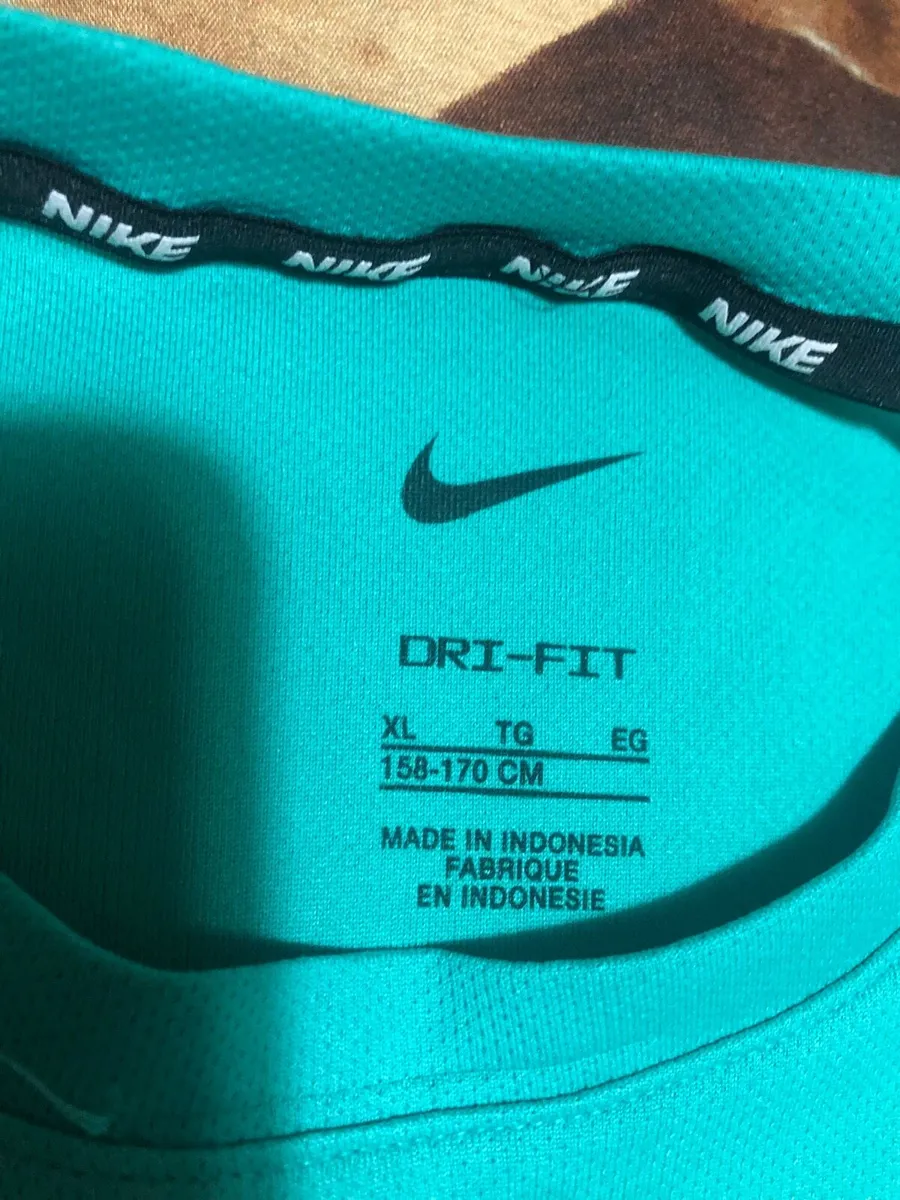 NIKE NIKE NIKE NIKE
DRI-FIT
XL TG EG
158-170 CM
MADE IN INDONESIA
FABRIQUE
EN INDONESIE